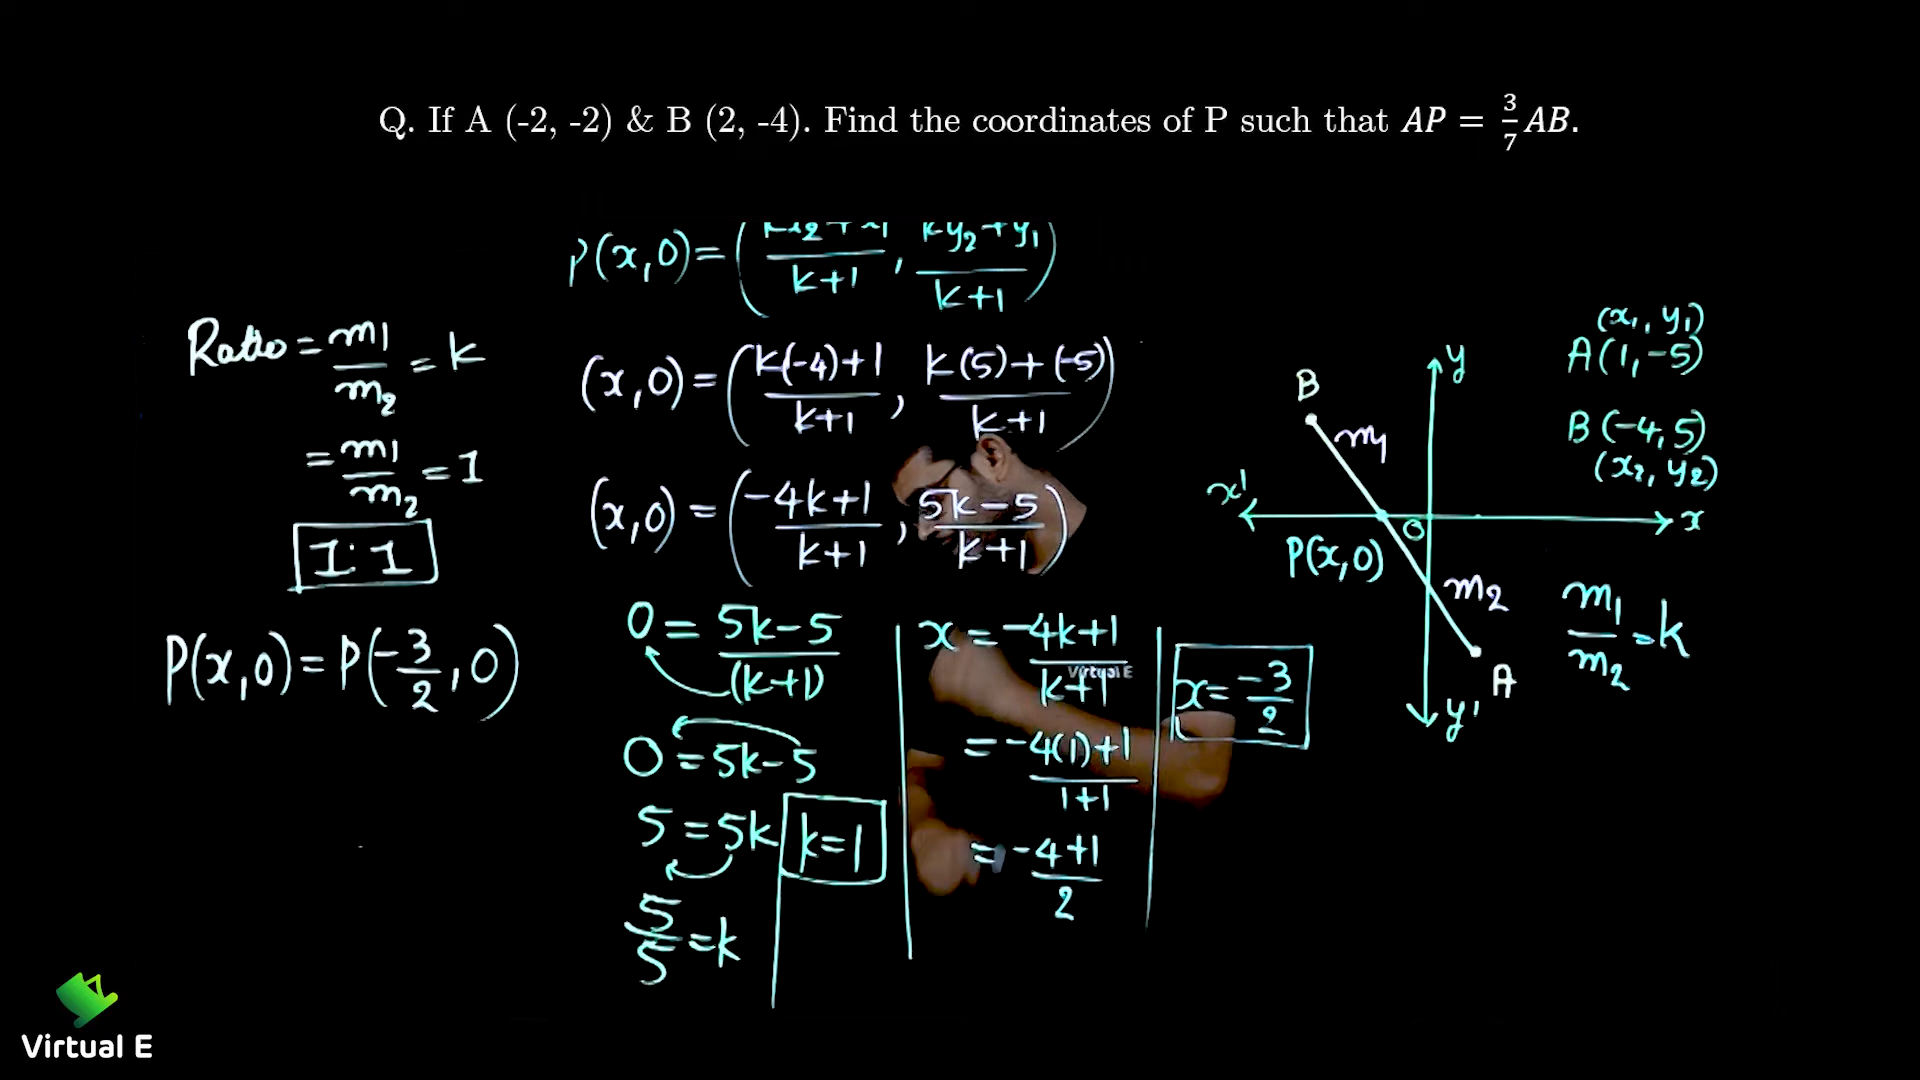 Q. If A (-2, -2) & B (2, -4). Find the coordinates of P such that AP = 3/7 AB.
P(x,0) = (kx2+x1/k+1, ky2+y1/k+1)
Ratio = m1/m2 = k
= m1/m2 = 1
1:1
P(x,0) = P(-3/2, 0)
(x,0) = (k(-4)+1/k+1, k(5)+(-5)/k+1)
(x,0) = (-4k+1/k+1, 5k-5/k+1)
0 = 5k-5/(k+1)
0 = 5k-5
5 = 5k
5/5 = k
k=1
x = -4k+1/k+1
Virtual E
= -4(1)+1/1+1
= -4+1/2
x = -3/2
B
m1
y
x'
O
x
P(x,0)
m2
A
y'
(x1, y1)
A(1,-5)
B(-4,5)
(x2, y2)
m1/m2 = k
Virtual E